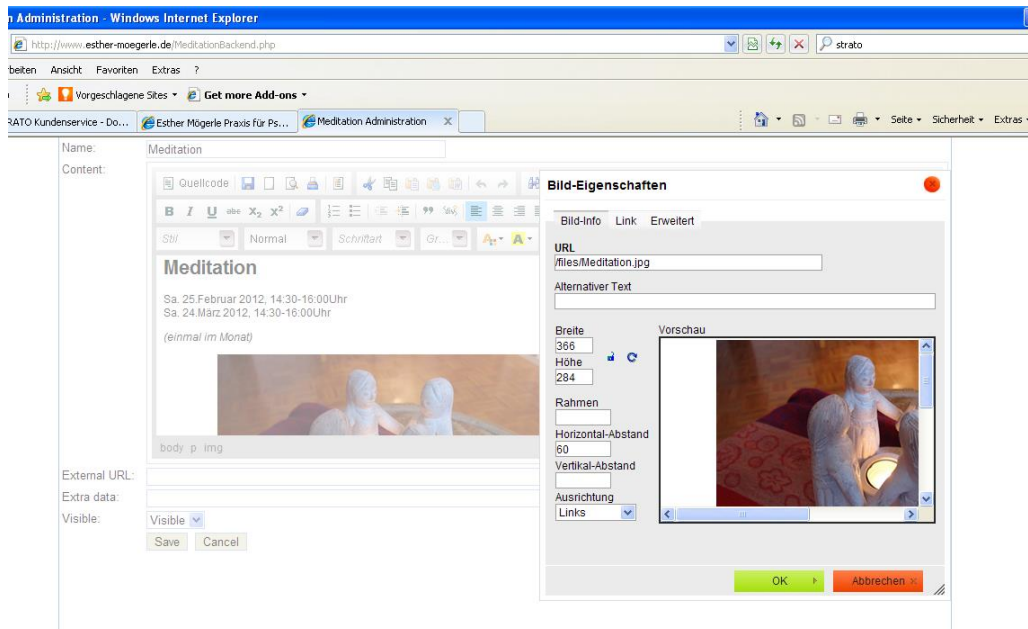 n Administration - Windows Internet Explorer
http://www.esther-moegerle.de/MeditationBackend.php
strato
beiten Ansicht Favoriten Extras ?
Vorgeschlagene Sites Get more Add-ons
RATO Kundenservice - Do... Esther Mögerle Praxis für Ps... Meditation Administration X
Seite Sicherheit Extras
Name: Meditation
Content:
Quellcode
B I U abc X2 X2
Stil Normal Schriftart Gr...
Meditation
Sa. 25.Februar 2012, 14:30-16:00Uhr
Sa. 24.März 2012, 14:30-16:00Uhr
(einmal im Monat)
body p img
External URL:
Extra data:
Visible: Visible
Save Cancel
Bild-Eigenschaften
Bild-Info Link Erweitert
URL
/files/Meditation.jpg
Alternativer Text
Breite
366
Höhe
284
Rahmen
Horizontal-Abstand
60
Vertikal-Abstand
Ausrichtung
Links
Vorschau
OK Abbrechen